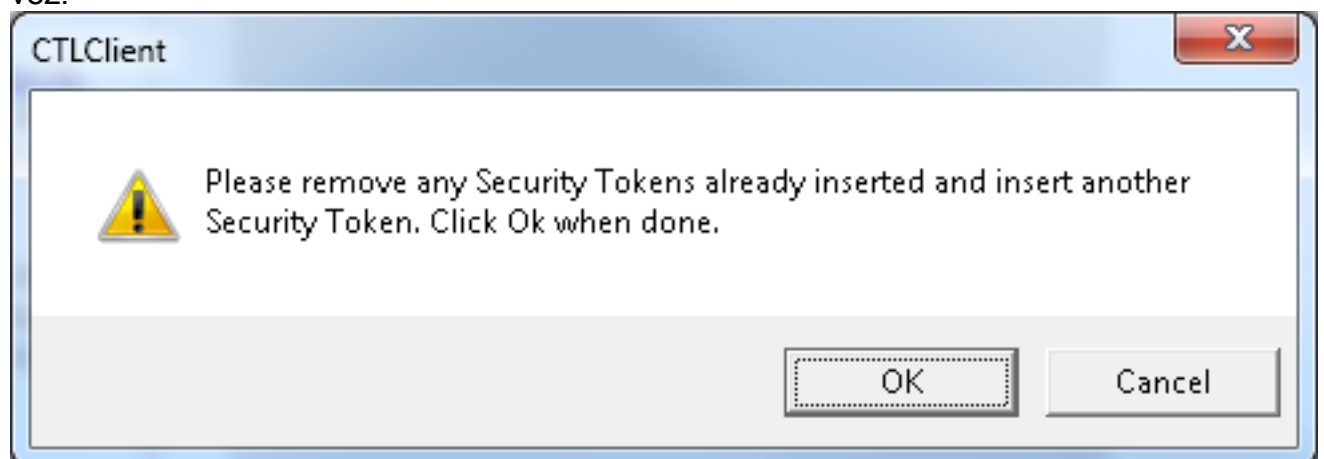 vez.
CTLClient
Please remove any Security Tokens already inserted and insert another
Security Token. Click Ok when done.
OK
Cancel